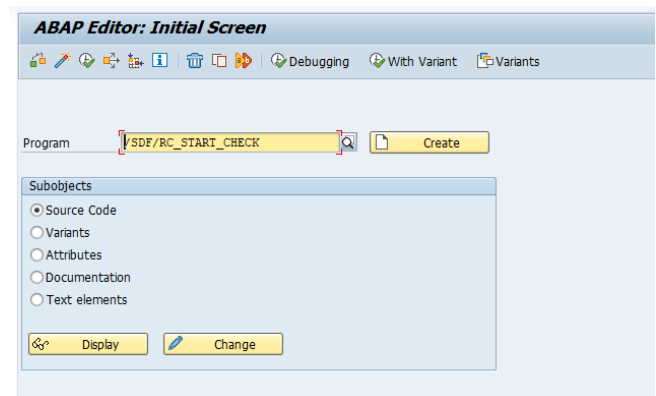 ABAP Editor: Initial Screen
Debugging With Variant Variants
Program /SDF/RC_START_CHECK Create
Subobjects
Source Code
Variants
Attributes
Documentation
Text elements
Display Change